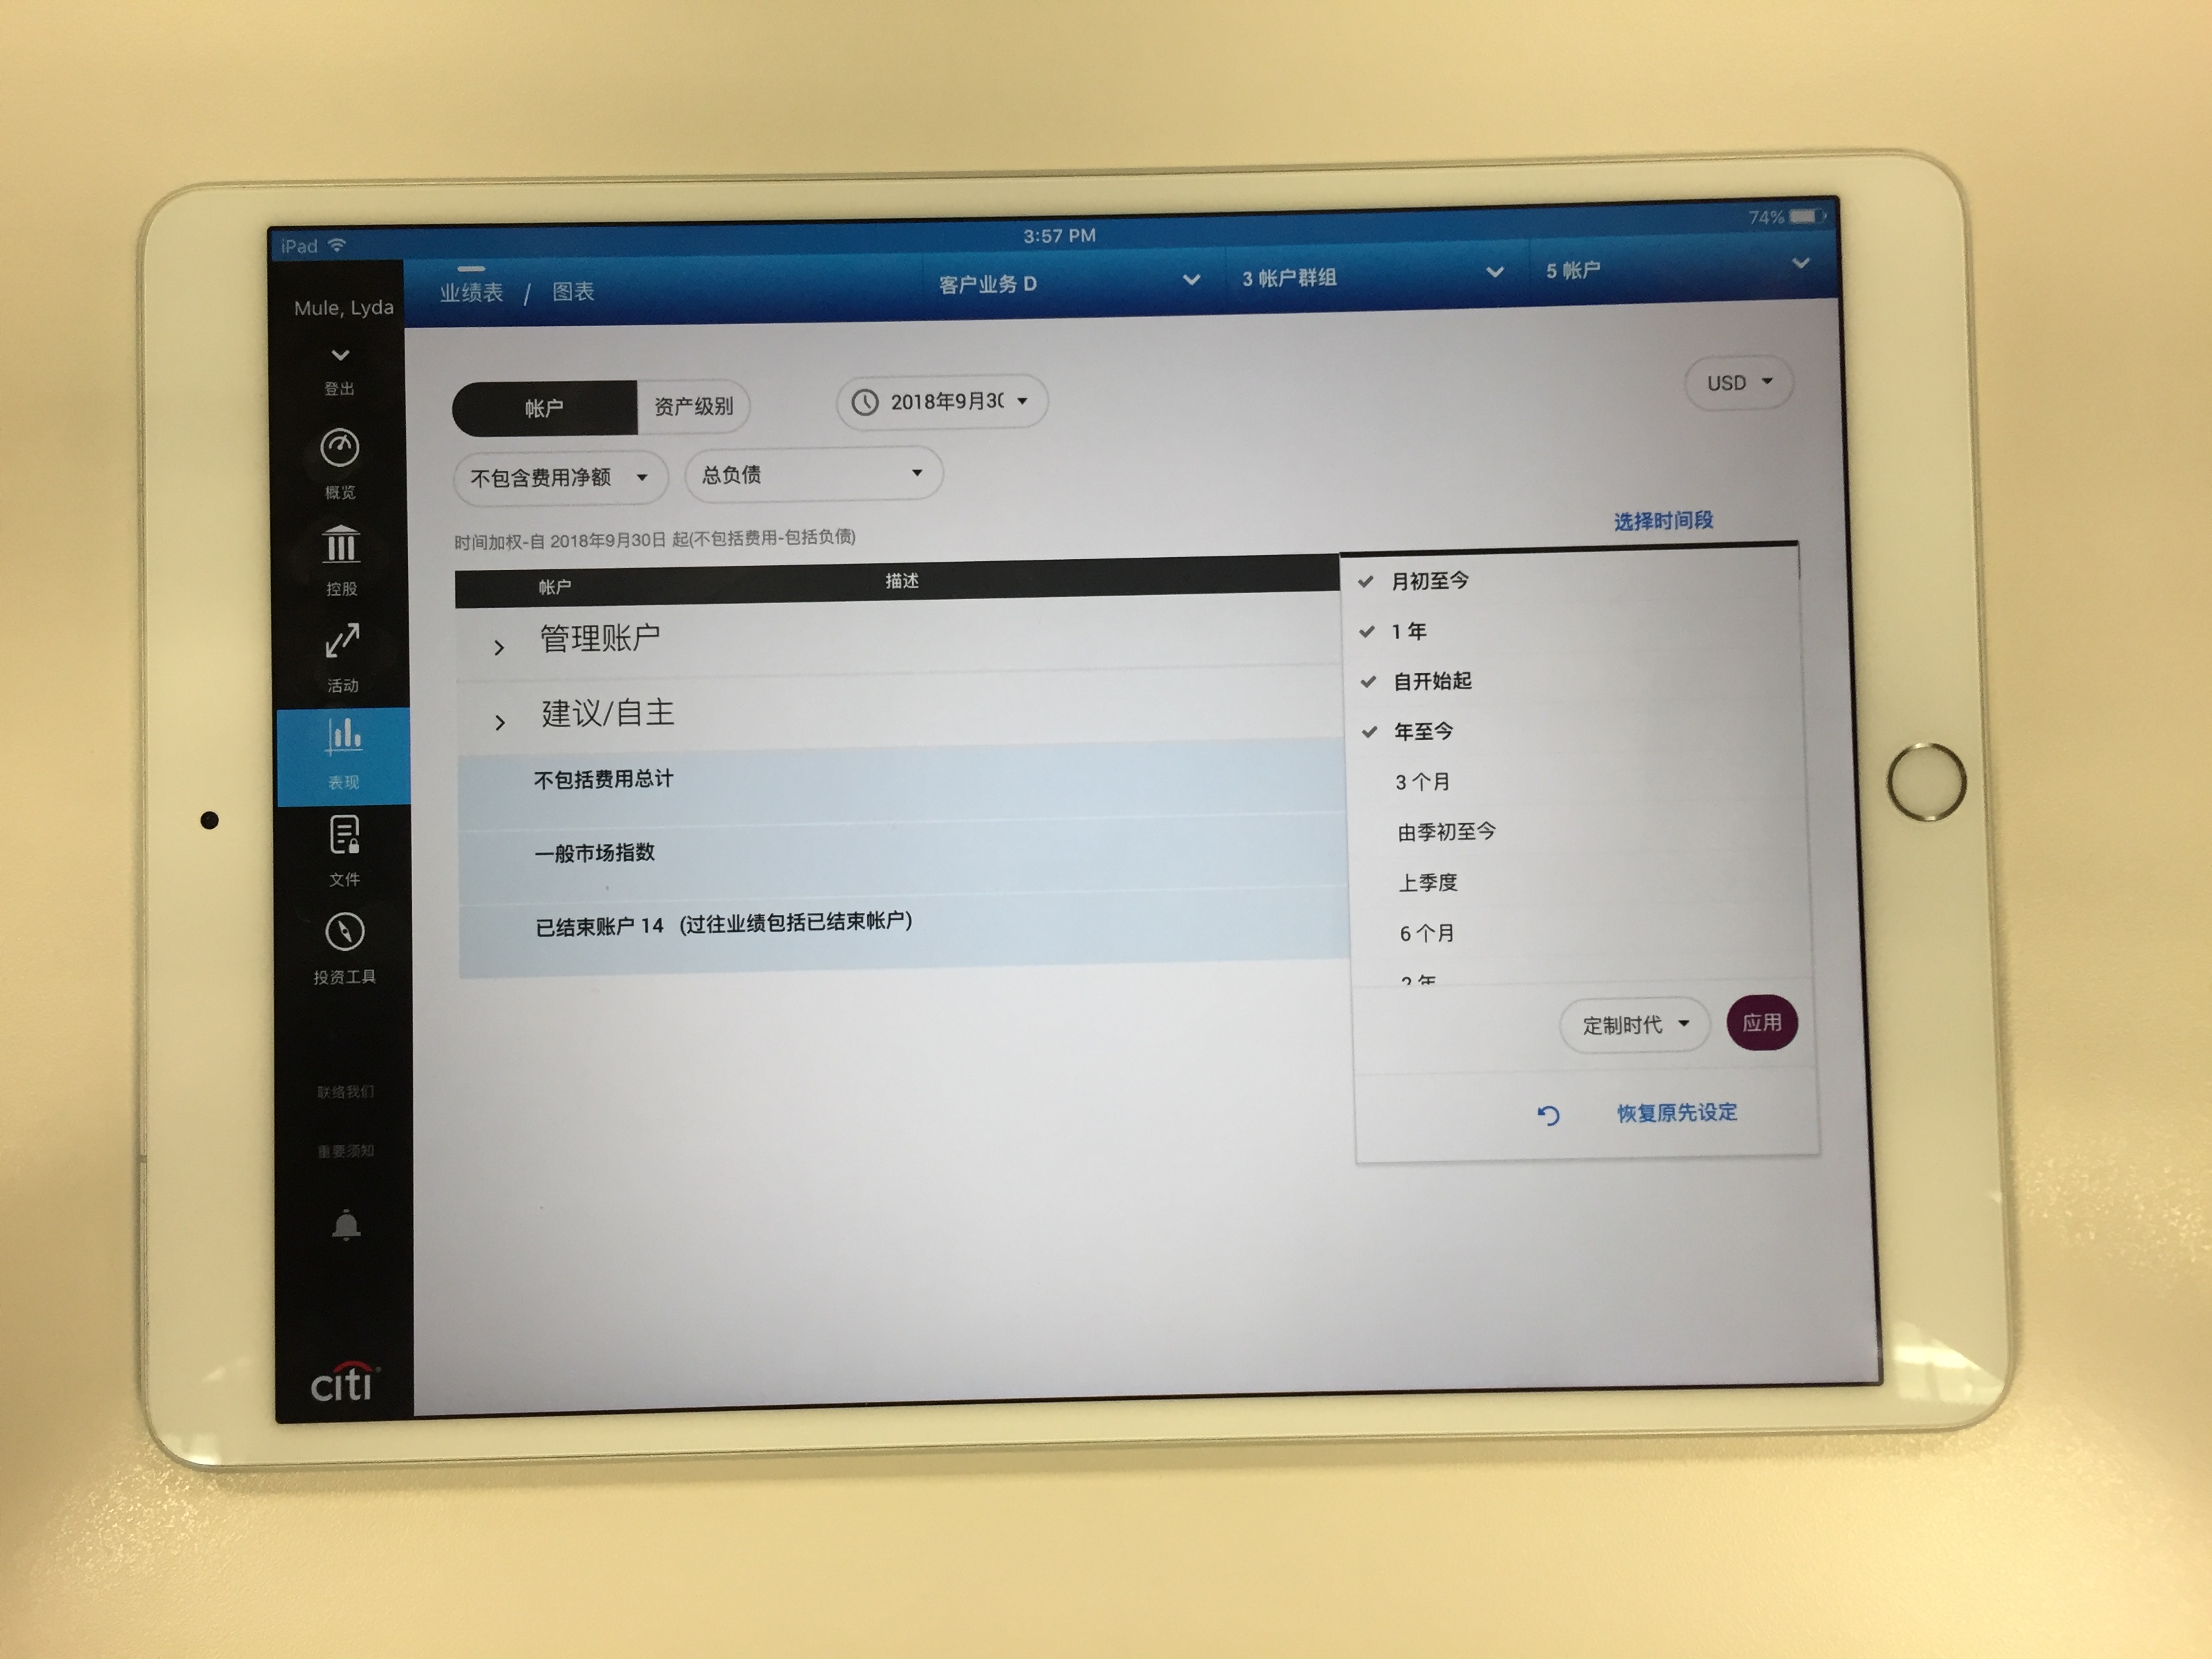 iPad
3:57 PM
74%
Mule, Lyda
登出
概览
控股
活动
表现
文件
投资工具
联络我们
重要须知
citi
业绩表 / 图表
客户业务 D
3 帐户群组
5 帐户
帐户
资产级别
2018年9月3
USD
不包含费用净额
总负债
时间加权-自 2018年9月30日 起(不包括费用-包括负债)
选择时间段
帐户
描述
管理账户
建议/自主
不包括费用总计
一般市场指数
已结束账户 14 (过往业绩包括已结束帐户)
月初至今
1 年
自开始起
年至今
3 个月
由季初至今
上季度
6 个月
定制时代
应用
恢复原先设定